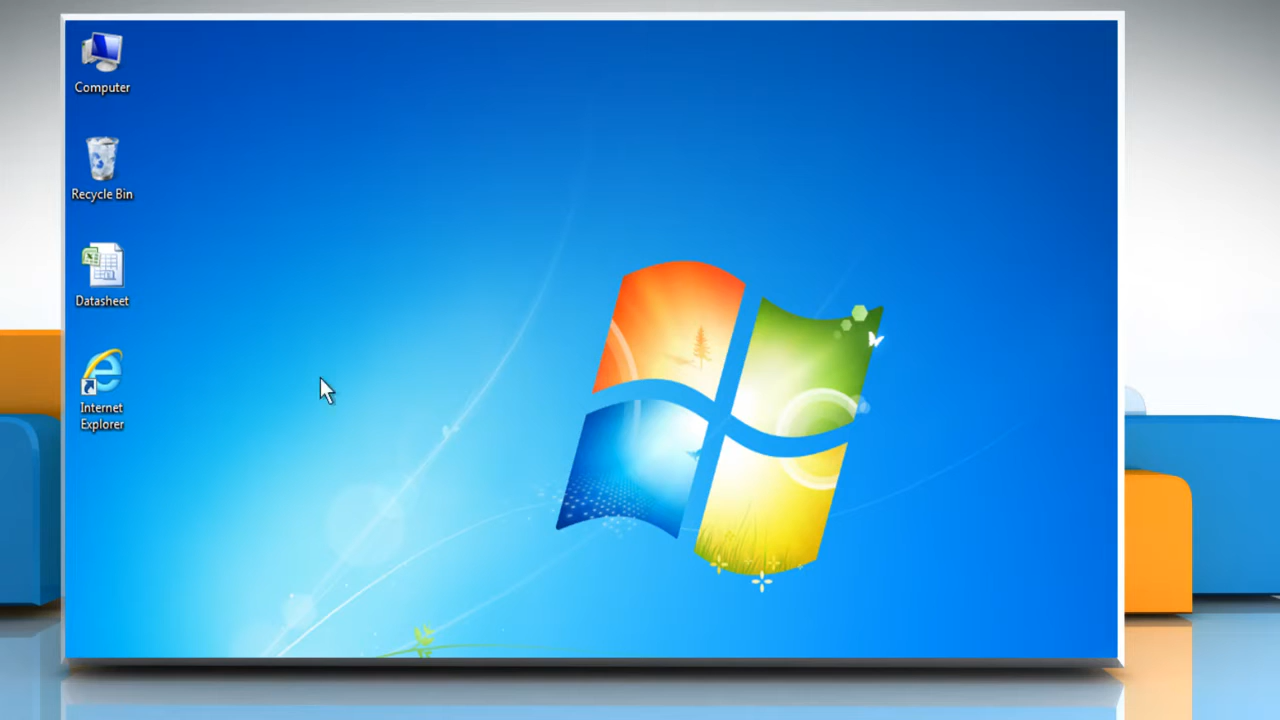 Computer
Recycle Bin
Datasheet
Internet
Explorer